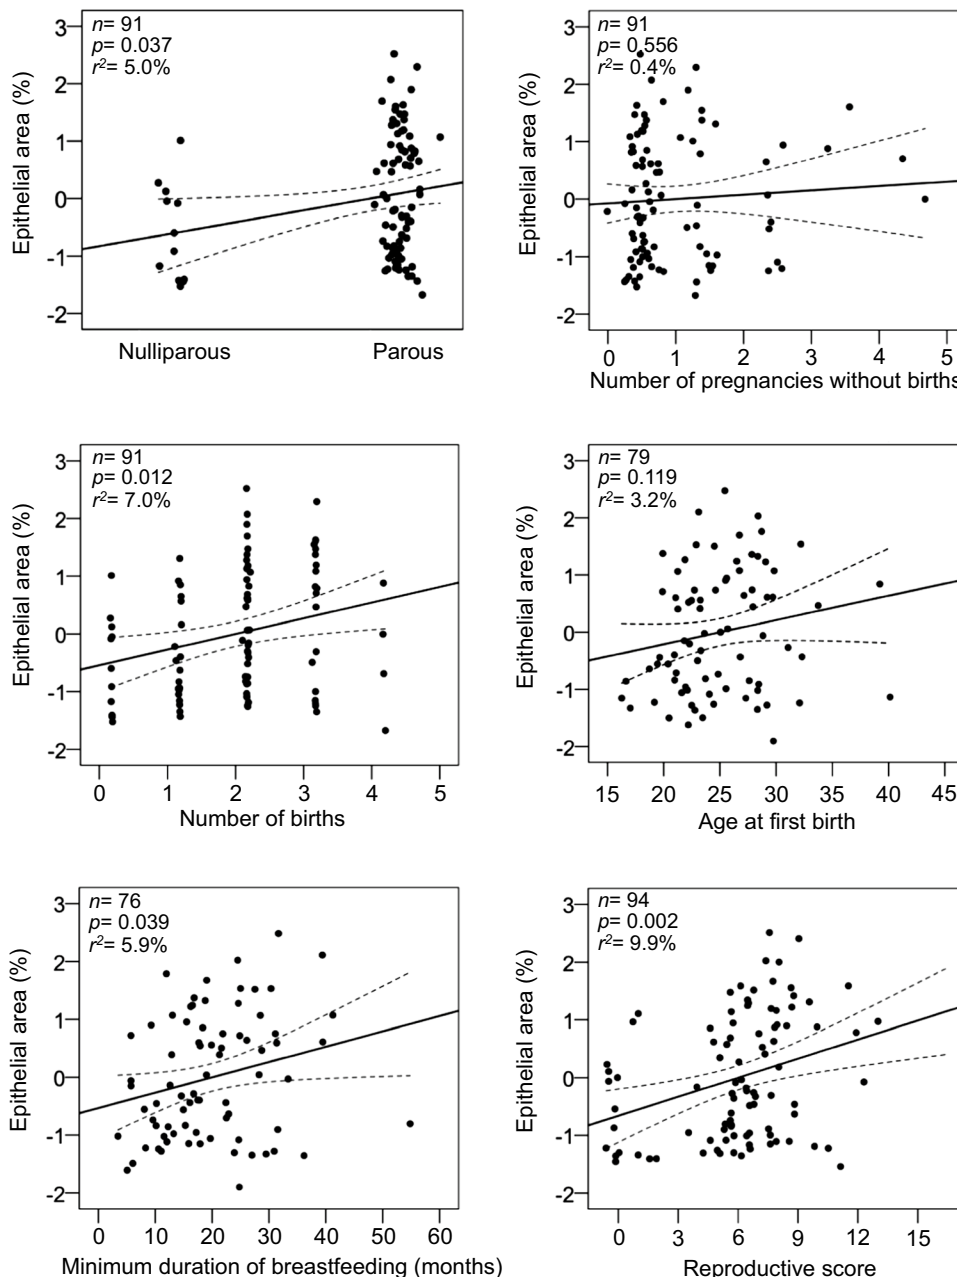 n= 91
p= 0.037
r²= 5.0%
Epithelial area (%)
3
2
1
0
-1
-2
Nulliparous Parous
n= 91
p= 0.556
r²= 0.4%
Epithelial area (%)
3
2
1
0
-1
-2
0 1 2 3 4 5
Number of pregnancies without births
n= 91
p= 0.012
r²= 7.0%
Epithelial area (%)
3
2
1
0
-1
-2
0 1 2 3 4 5
Number of births
n= 79
p= 0.119
r²= 3.2%
Epithelial area (%)
3
2
1
0
-1
-2
15 20 25 30 35 40 45
Age at first birth
n= 76
p= 0.039
r²= 5.9%
Epithelial area (%)
3
2
1
0
-1
-2
0 10 20 30 40 50 60
Minimum duration of breastfeeding (months)
n= 94
p= 0.002
r²= 9.9%
Epithelial area (%)
3
2
1
0
-1
-2
0 3 6 9 12 15
Reproductive score